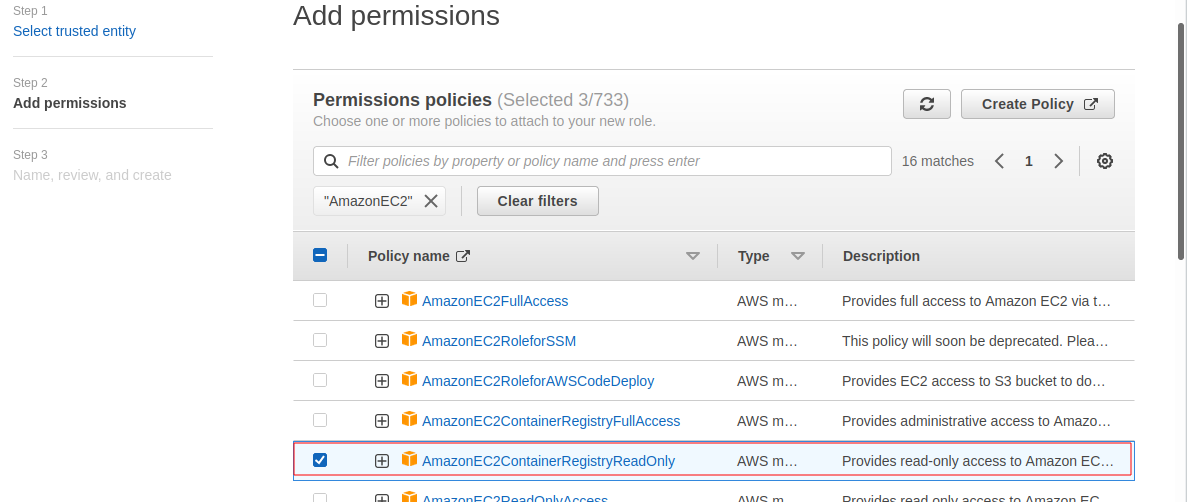 Step 1
Select trusted entity
Step 2
Add permissions
Step 3
Name, review, and create
Add permissions
Permissions policies (Selected 3/733)
Choose one or more policies to attach to your new role.
Create Policy
Filter policies by property or policy name and press enter
16 matches
1
"AmazonEC2"
Clear filters
Policy name Type Description
AmazonEC2FullAccess AWS m… Provides full access to Amazon EC2 via t…
AmazonEC2RoleforSSM AWS m… This policy will soon be deprecated. Plea…
AmazonEC2RoleforAWSCodeDeploy AWS m… Provides EC2 access to S3 bucket to do…
AmazonEC2ContainerRegistryFullAccess AWS m… Provides administrative access to Amazo…
AmazonEC2ContainerRegistryReadOnly AWS m… Provides read-only access to Amazon EC…
AmazonEC2ReadOnlyAccess AWS m… Provides read only access to Amazon EC